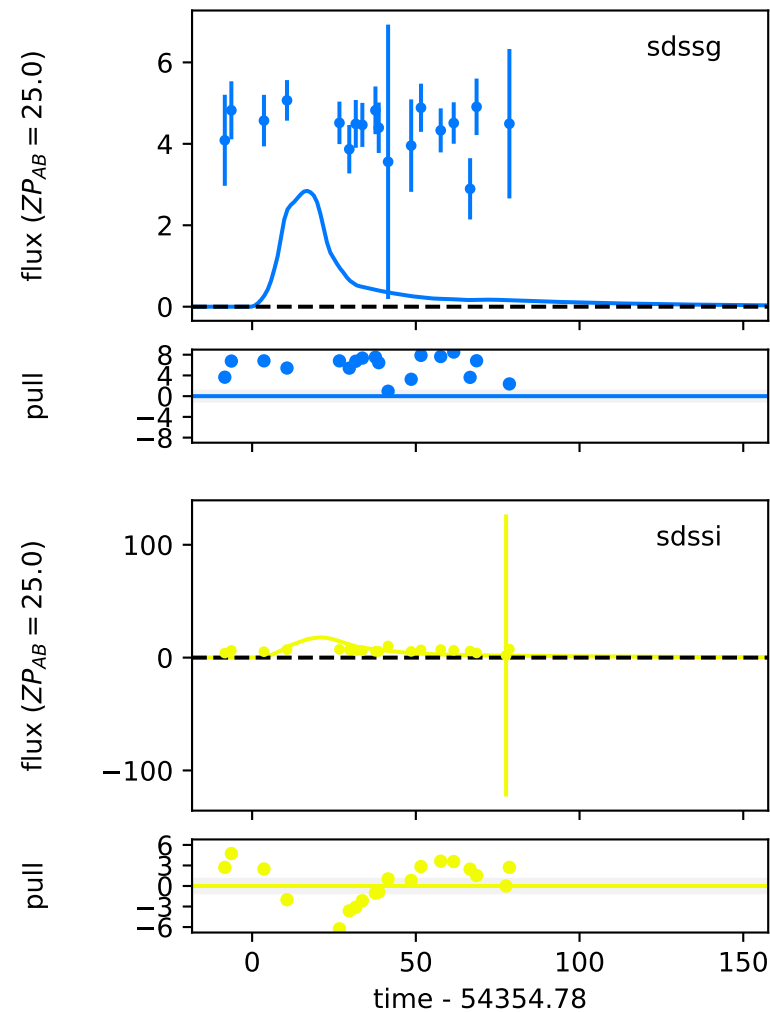 sdssg
flux (ZP_AB = 25.0)
6
4
2
0
pull
8
4
0
−4
−8
sdssi
flux (ZP_AB = 25.0)
100
0
−100
pull
6
3
0
−3
−6
0 50 100 150
time - 54354.78